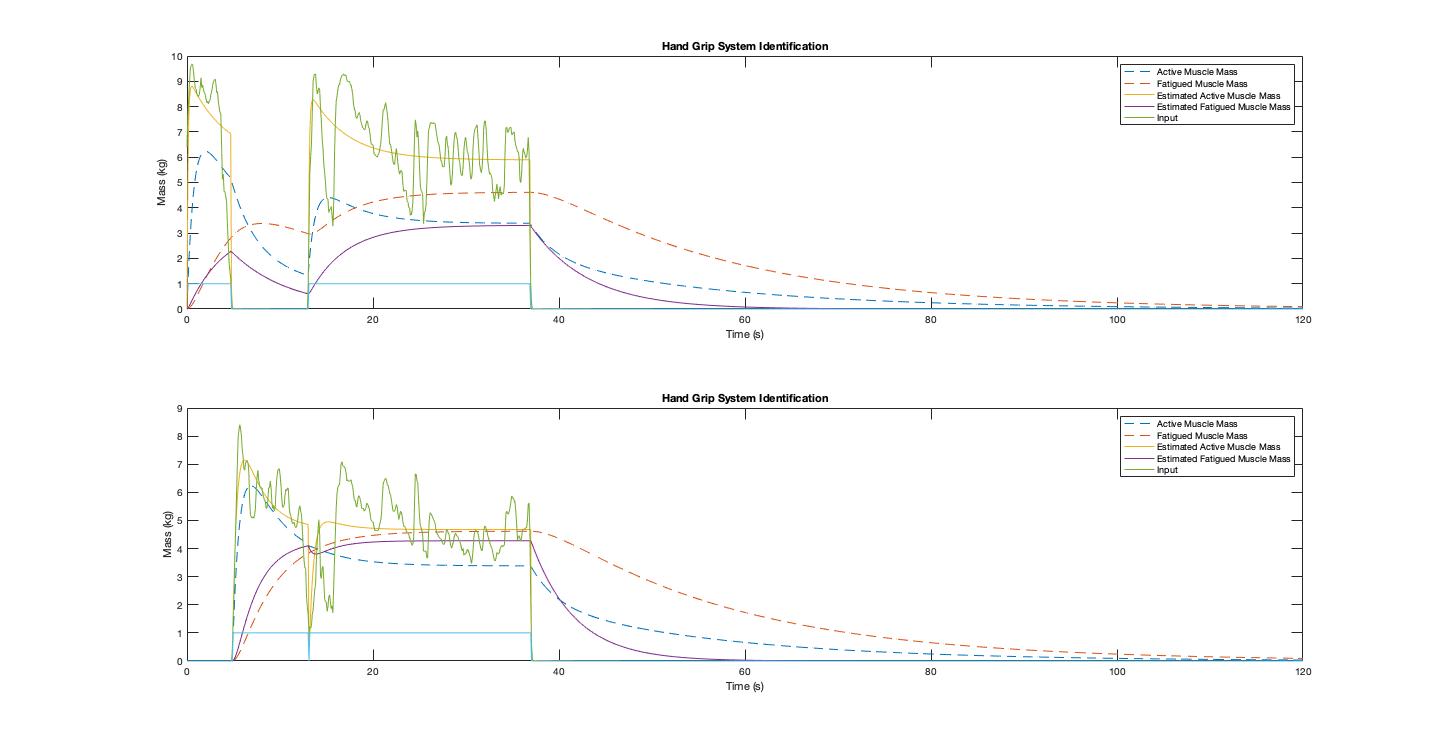 Hand Grip System Identification
10
9
8
7
6
5
4
3
2
1
0
Mass (kg)
Active Muscle Mass
Fatigued Muscle Mass
Estimated Active Muscle Mass
Estimated Fatigued Muscle Mass
Input
0 20 40 60 80 100 120
Time (s)
Hand Grip System Identification
9
8
7
6
5
4
3
2
1
0
Mass (kg)
Active Muscle Mass
Fatigued Muscle Mass
Estimated Active Muscle Mass
Estimated Fatigued Muscle Mass
Input
0 20 40 60 80 100 120
Time (s)